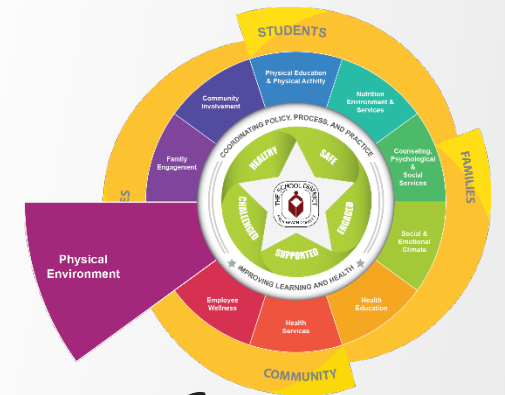 STUDENTS
Physical Education
& Physical Activity
Nutrition
Environment &
Services
Counseling,
Psychological
& Social
Services
Social &
Emotional
Climate
Health
Education
Health
Services
Employee
Wellness
Physical
Environment
Family
Engagement
Community
Involvement
FAMILIES
COMMUNITY
ES
COORDINATING POLICY, PROCESS, AND PRACTICE
IMPROVING LEARNING AND HEALTH
HEALTHY
SAFE
ENGAGED
SUPPORTED
CHALLENGED
THE SCHOOL DISTRICT